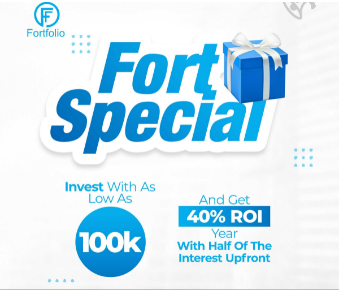 Fortfolio
Fort
Special
Invest With As
Low As
100k
And Get
40% ROI
Year
With Half Of The
Interest Upfront